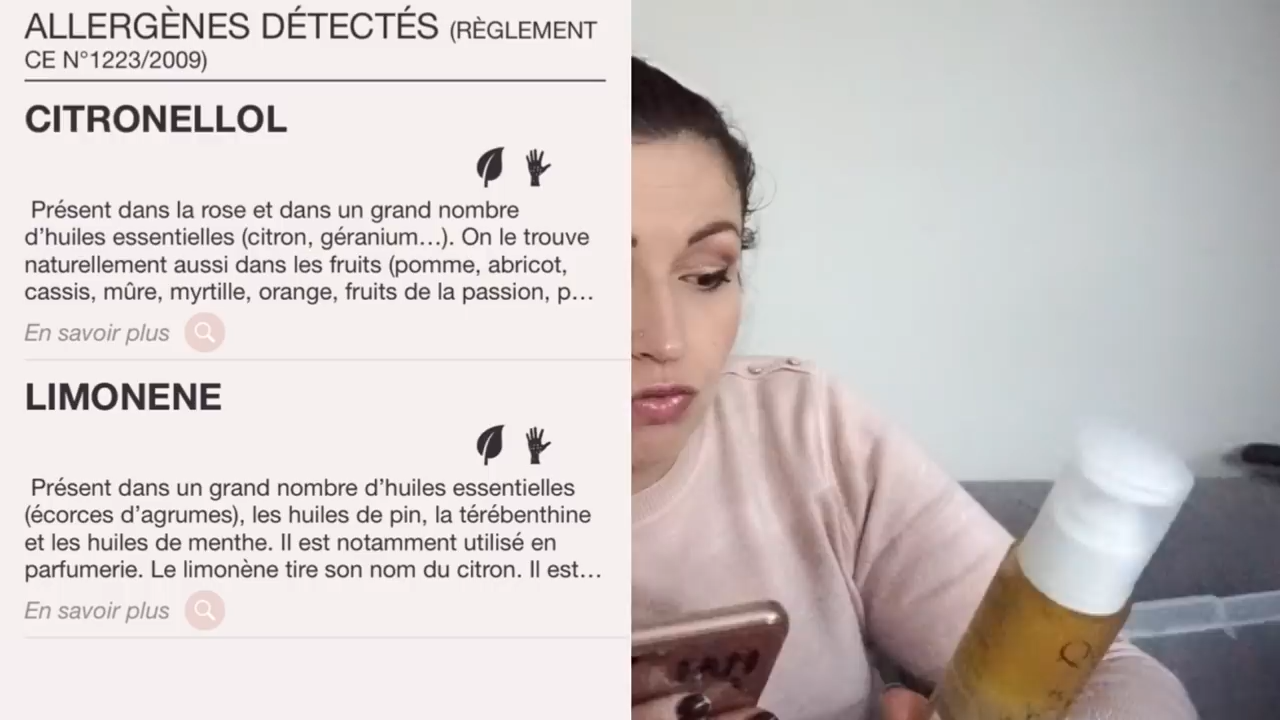 ALLERGÈNES DÉTECTÉS (RÈGLEMENT
CE N°1223/2009)
CITRONELLOL
Présent dans la rose et dans un grand nombre
d’huiles essentielles (citron, géranium…). On le trouve
naturellement aussi dans les fruits (pomme, abricot,
cassis, mûre, myrtille, orange, fruits de la passion, p…
En savoir plus
LIMONENE
Présent dans un grand nombre d’huiles essentielles
(écorces d’agrumes), les huiles de pin, la térébenthine
et les huiles de menthe. Il est notamment utilisé en
parfumerie. Le limonène tire son nom du citron. Il est…
En savoir plus